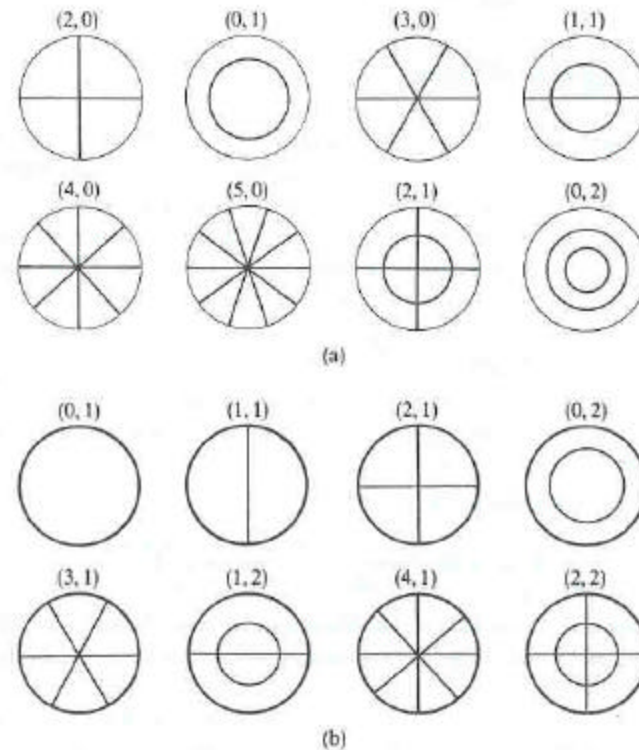 (2, 0) (0, 1) (3, 0) (1, 1)
(4, 0) (5, 0) (2, 1) (0, 2)
(a)
(0, 1) (1, 1) (2, 1) (0, 2)
(3, 1) (1, 2) (4, 1) (2, 2)
(b)